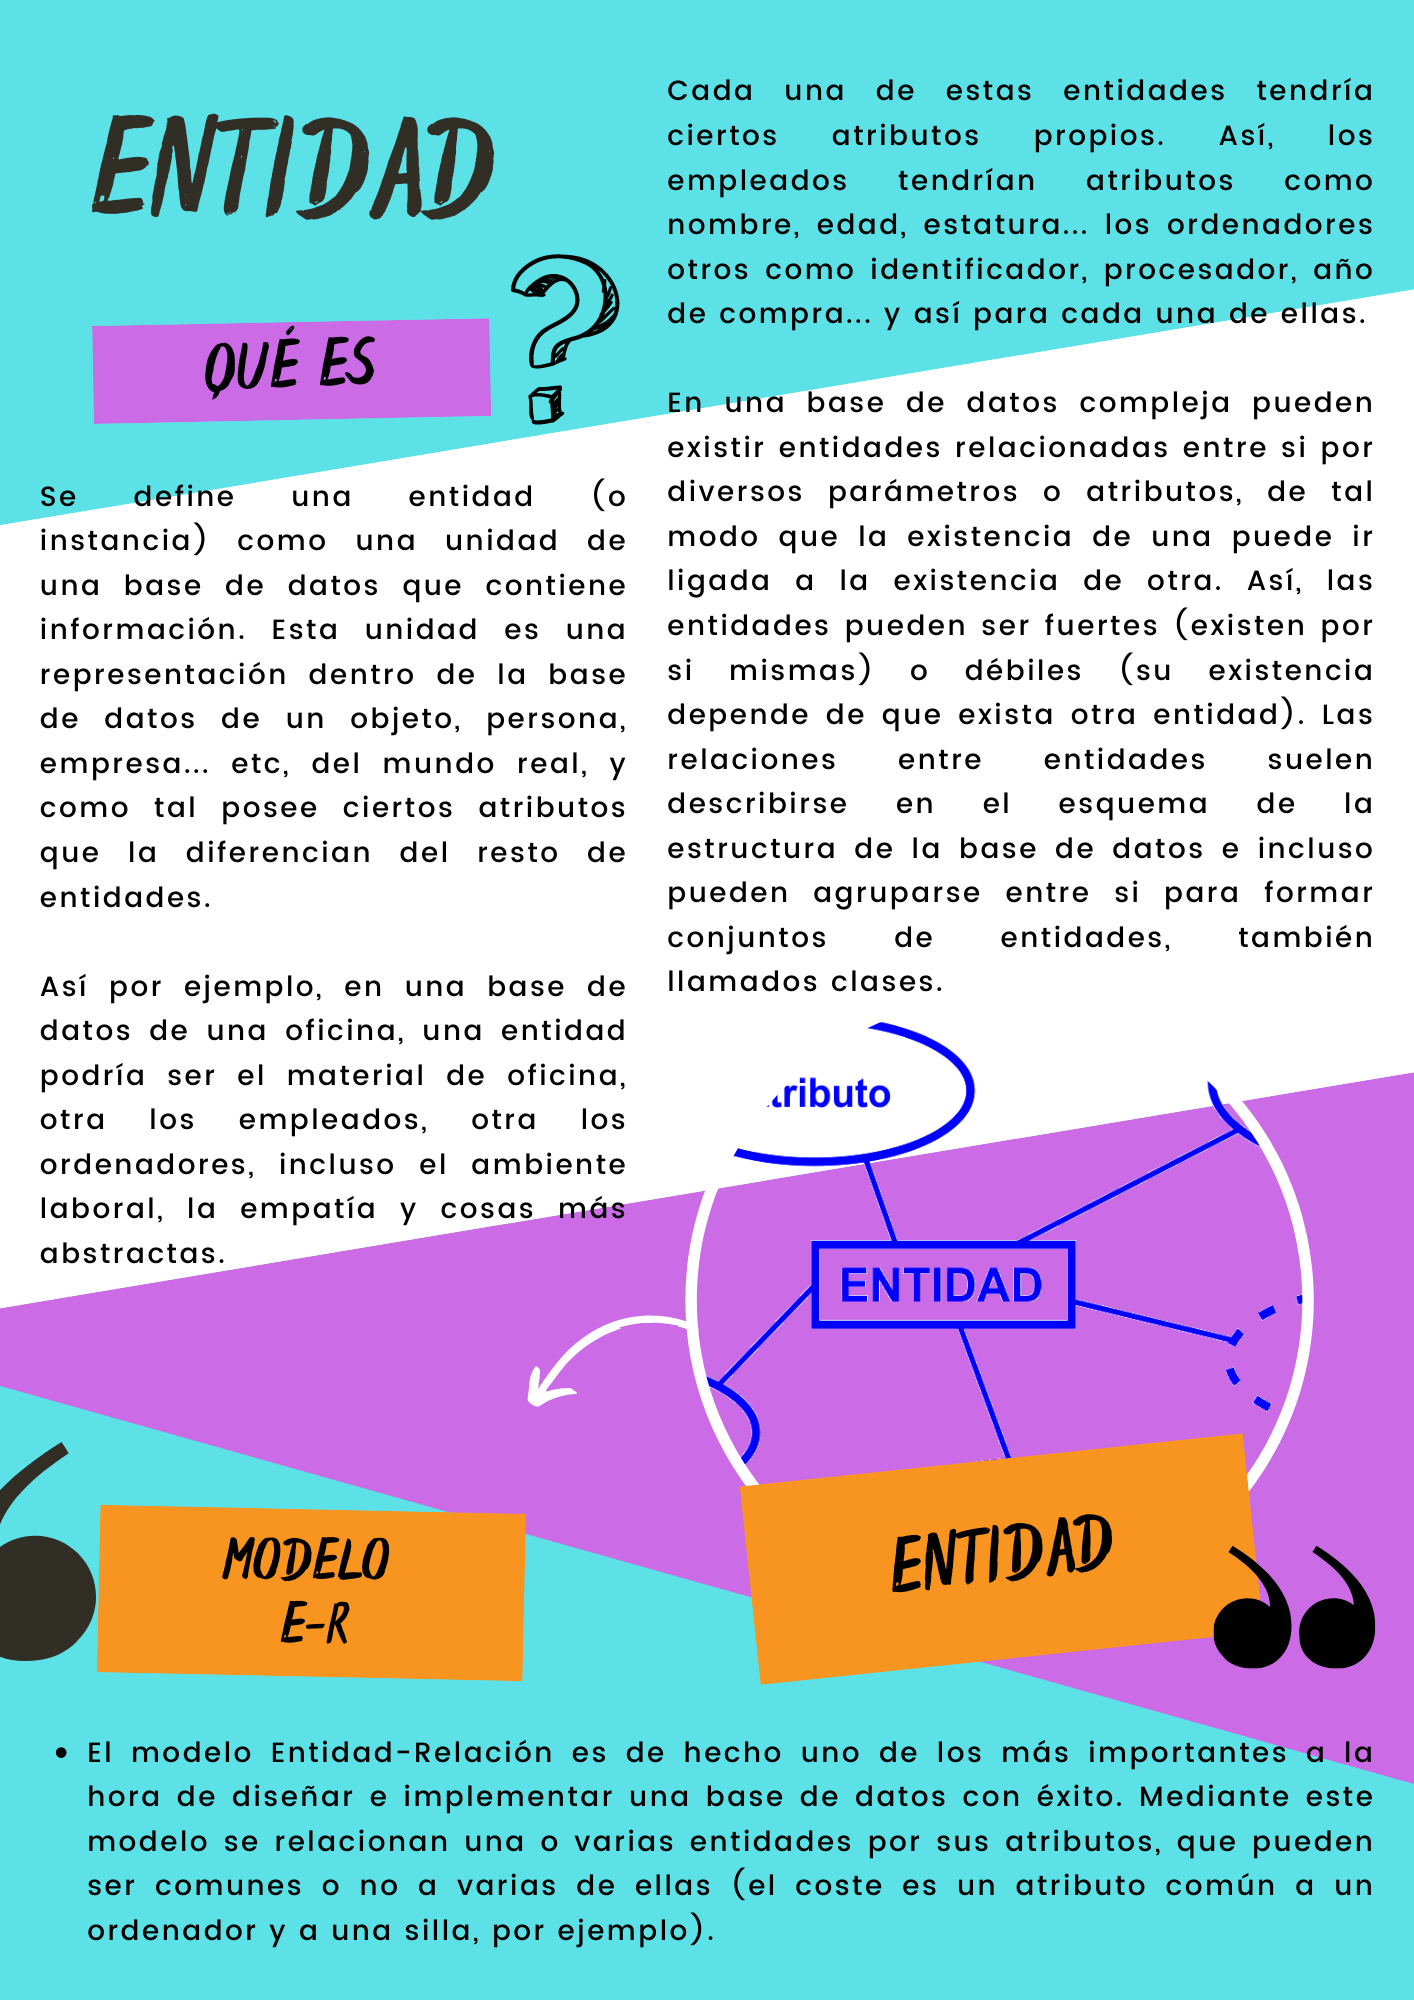 ENTIDAD
QUÉ ES
?
Se define una entidad (o
instancia) como una unidad de
una base de datos que contiene
información. Esta unidad es una
representación dentro de la base
de datos de un objeto, persona,
empresa... etc, del mundo real, y
como tal posee ciertos atributos
que la diferencian del resto de
entidades.
Así por ejemplo, en una base de
datos de una oficina, una entidad
podría ser el material de oficina,
otra los empleados, otra los
ordenadores, incluso el ambiente
laboral, la empatía y cosas más
abstractas.
Cada una de estas entidades tendría
ciertos atributos propios. Así, los
empleados tendrían atributos como
nombre, edad, estatura... los ordenadores
otros como identificador, procesador, año
de compra... y así para cada una de ellas.
En una base de datos compleja pueden
existir entidades relacionadas entre si por
diversos parámetros o atributos, de tal
modo que la existencia de una puede ir
ligada a la existencia de otra. Así, las
entidades pueden ser fuertes (existen por
si mismas) o débiles (su existencia
depende de que exista otra entidad). Las
relaciones entre entidades suelen
describirse en el esquema de la
estructura de la base de datos e incluso
pueden agruparse entre si para formar
conjuntos de entidades, también
llamados clases.
tributo
ENTIDAD
MODELO
E-R
ENTIDAD
• El modelo Entidad-Relación es de hecho uno de los más importantes a la
hora de diseñar e implementar una base de datos con éxito. Mediante este
modelo se relacionan una o varias entidades por sus atributos, que pueden
ser comunes o no a varias de ellas (el coste es un atributo común a un
ordenador y a una silla, por ejemplo).